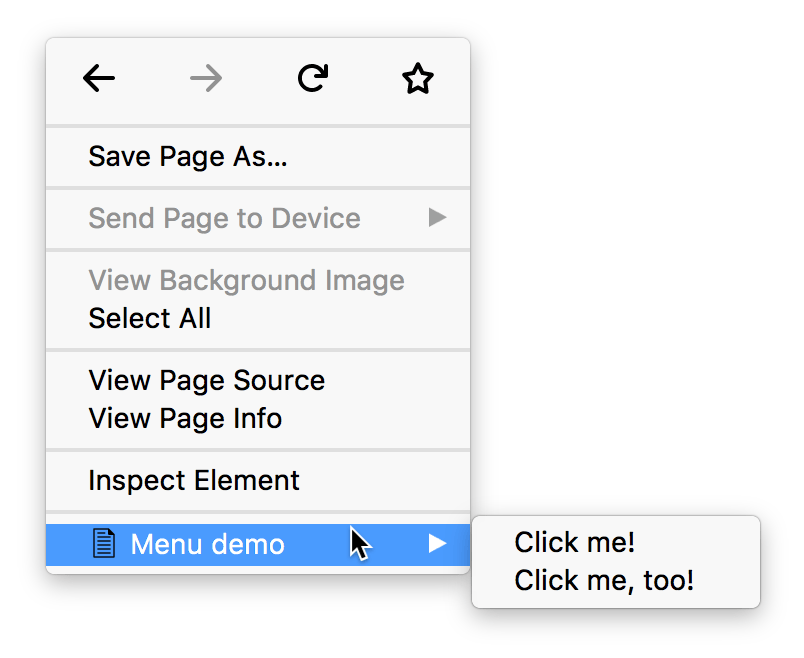 Save Page As...
Send Page to Device
View Background Image
Select All
View Page Source
View Page Info
Inspect Element
Menu demo
Click me!
Click me, too!